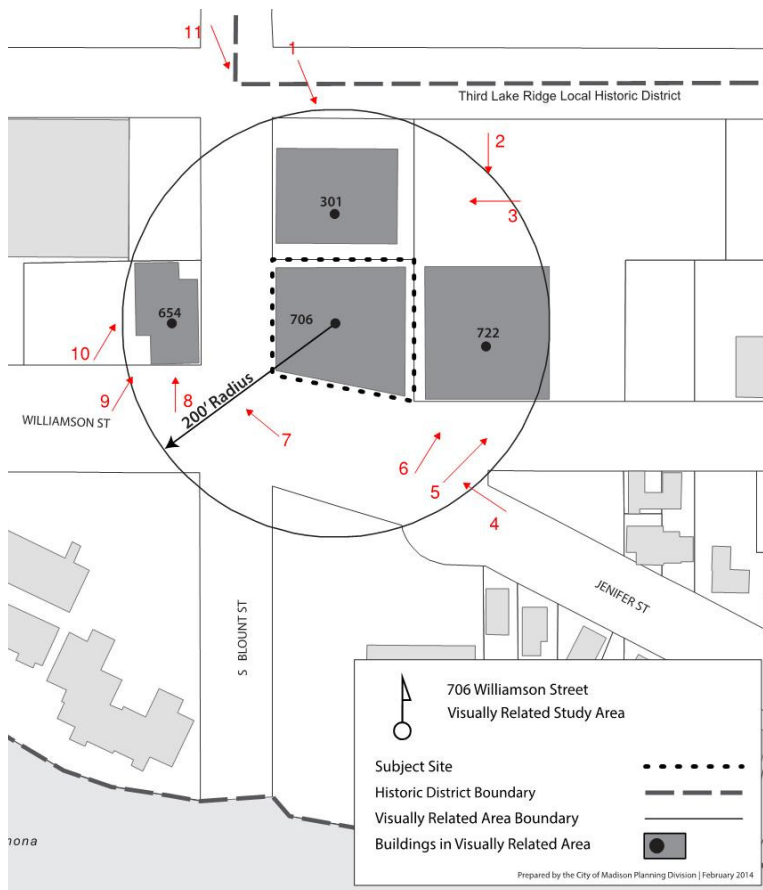 11
1
Third Lake Ridge Local Historic District
2
301
3
654
706
722
10
200' Radius
9
8
WILLIAMSON ST
7
6
5
4
JENIFER ST
S BLOUNT ST
706 Williamson Street
Visually Related Study Area
Subject Site
Historic District Boundary
Visually Related Area Boundary
Buildings in Visually Related Area
mona
Prepared by the City of Madison Planning Division | February 2014